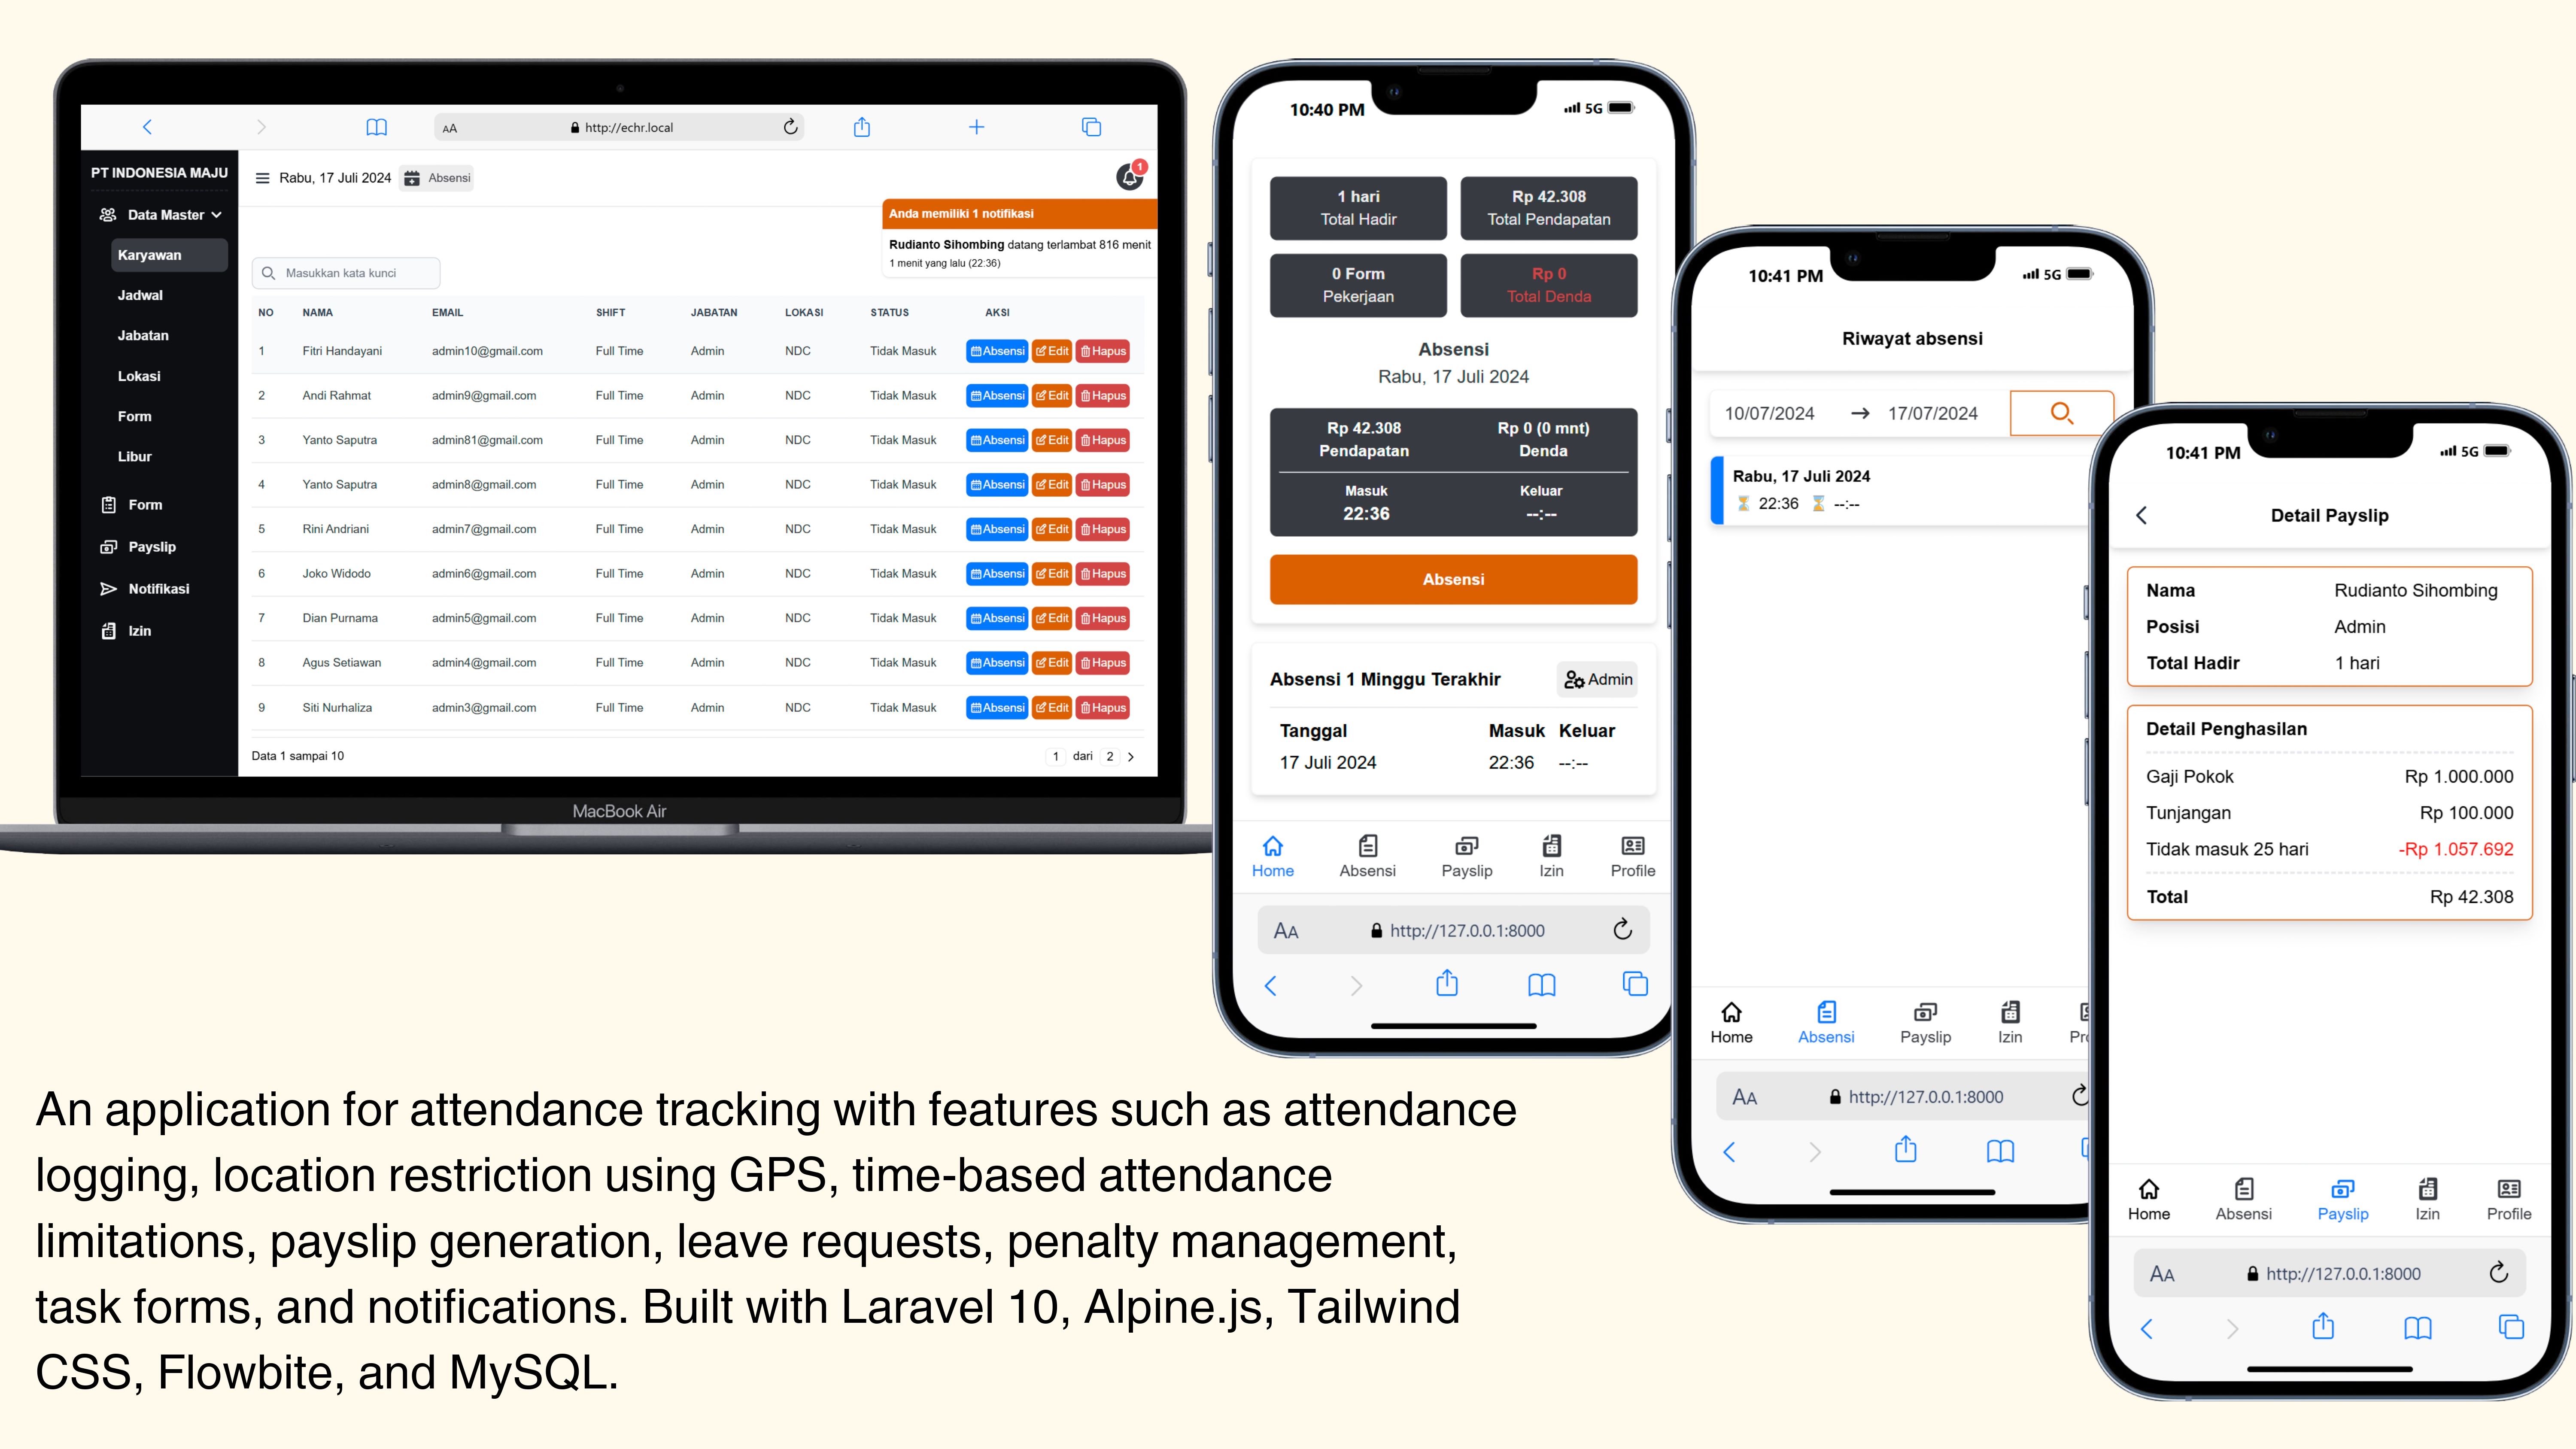 AA
http://echr.local
PT INDONESIA MAJU
Data Master
Karyawan
Jadwal
Jabatan
Lokasi
Form
Libur
Form
Payslip
Notifikasi
Izin
Rabu, 17 Juli 2024 Absensi
1
Anda memiliki 1 notifikasi
Rudianto Sihombing datang terlambat 816 menit
1 menit yang lalu (22:36)
Masukkan kata kunci
NO NAMA EMAIL SHIFT JABATAN LOKASI STATUS AKSI
1 Fitri Handayani admin10@gmail.com Full Time Admin NDC Tidak Masuk Absensi Edit Hapus
2 Andi Rahmat admin9@gmail.com Full Time Admin NDC Tidak Masuk Absensi Edit Hapus
3 Yanto Saputra admin81@gmail.com Full Time Admin NDC Tidak Masuk Absensi Edit Hapus
4 Yanto Saputra admin8@gmail.com Full Time Admin NDC Tidak Masuk Absensi Edit Hapus
5 Rini Andriani admin7@gmail.com Full Time Admin NDC Tidak Masuk Absensi Edit Hapus
6 Joko Widodo admin6@gmail.com Full Time Admin NDC Tidak Masuk Absensi Edit Hapus
7 Dian Purnama admin5@gmail.com Full Time Admin NDC Tidak Masuk Absensi Edit Hapus
8 Agus Setiawan admin4@gmail.com Full Time Admin NDC Tidak Masuk Absensi Edit Hapus
9 Siti Nurhaliza admin3@gmail.com Full Time Admin NDC Tidak Masuk Absensi Edit Hapus
Data 1 sampai 10 1 dari 2
MacBook Air
10:40 PM 5G
1 hari Rp 42.308
Total Hadir Total Pendapatan
0 Form Rp 0
Pekerjaan Total Denda
Absensi
Rabu, 17 Juli 2024
Rp 42.308 Rp 0 (0 mnt)
Pendapatan Denda
Masuk Keluar
22:36 --:--
Absensi
Absensi 1 Minggu Terakhir Admin
Tanggal Masuk Keluar
17 Juli 2024 22:36 --:--
Home Absensi Payslip Izin Profile
AA http://127.0.0.1:8000
10:41 PM 5G
Riwayat absensi
10/07/2024 → 17/07/2024
Rabu, 17 Juli 2024
22:36 --:--
Home Absensi Payslip Izin Pr
AA http://127.0.0.1:8000
10:41 PM 5G
Detail Payslip
Nama Rudianto Sihombing
Posisi Admin
Total Hadir 1 hari
Detail Penghasilan
Gaji Pokok Rp 1.000.000
Tunjangan Rp 100.000
Tidak masuk 25 hari -Rp 1.057.692
Total Rp 42.308
Home Absensi Payslip Izin Profile
AA http://127.0.0.1:8000
An application for attendance tracking with features such as attendance
logging, location restriction using GPS, time-based attendance
limitations, payslip generation, leave requests, penalty management,
task forms, and notifications. Built with Laravel 10, Alpine.js, Tailwind
CSS, Flowbite, and MySQL.